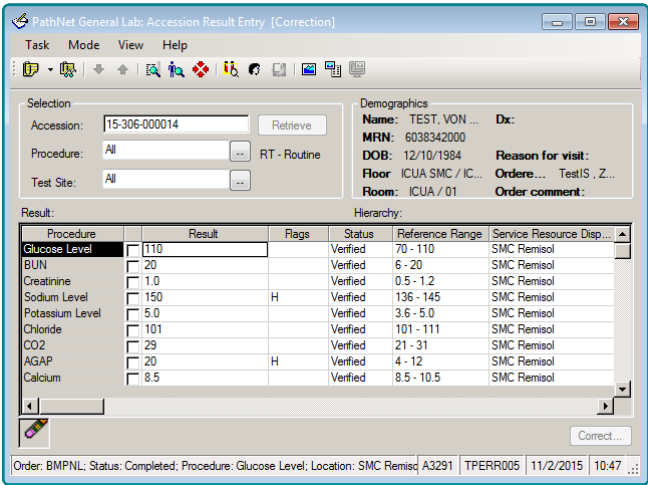 PathNet General Lab: Accession Result Entry [Correction]
Task Mode View Help
Selection
Accession: 15-306-000014 Retrieve
Procedure: All .. RT - Routine
Test Site: All ..
Demographics
Name: TEST, VON ... Dx:
MRN: 6038342000
DOB: 12/10/1984 Reason for visit:
Floor ICUA SMC / IC... Ordere... TestIS , Z...
Room: ICUA / 01 Order comment:
Result: Hierarchy:
Procedure Result Flags Status Reference Range Service Resource Disp...
Glucose Level 110 Verified 70 - 110 SMC Remisol
BUN 20 Verified 6 - 20 SMC Remisol
Creatinine 1.0 Verified 0.5 - 1.2 SMC Remisol
Sodium Level 150 H Verified 136 - 145 SMC Remisol
Potassium Level 5.0 Verified 3.6 - 5.0 SMC Remisol
Chloride 101 Verified 101 - 111 SMC Remisol
CO2 29 Verified 21 - 31 SMC Remisol
AGAP 20 H Verified 4 - 12 SMC Remisol
Calcium 8.5 Verified 8.5 - 10.5 SMC Remisol
Correct...
Order: BMPNL; Status: Completed; Procedure: Glucose Level; Location: SMC Remisc A3291 TPERR005 11/2/2015 10:47